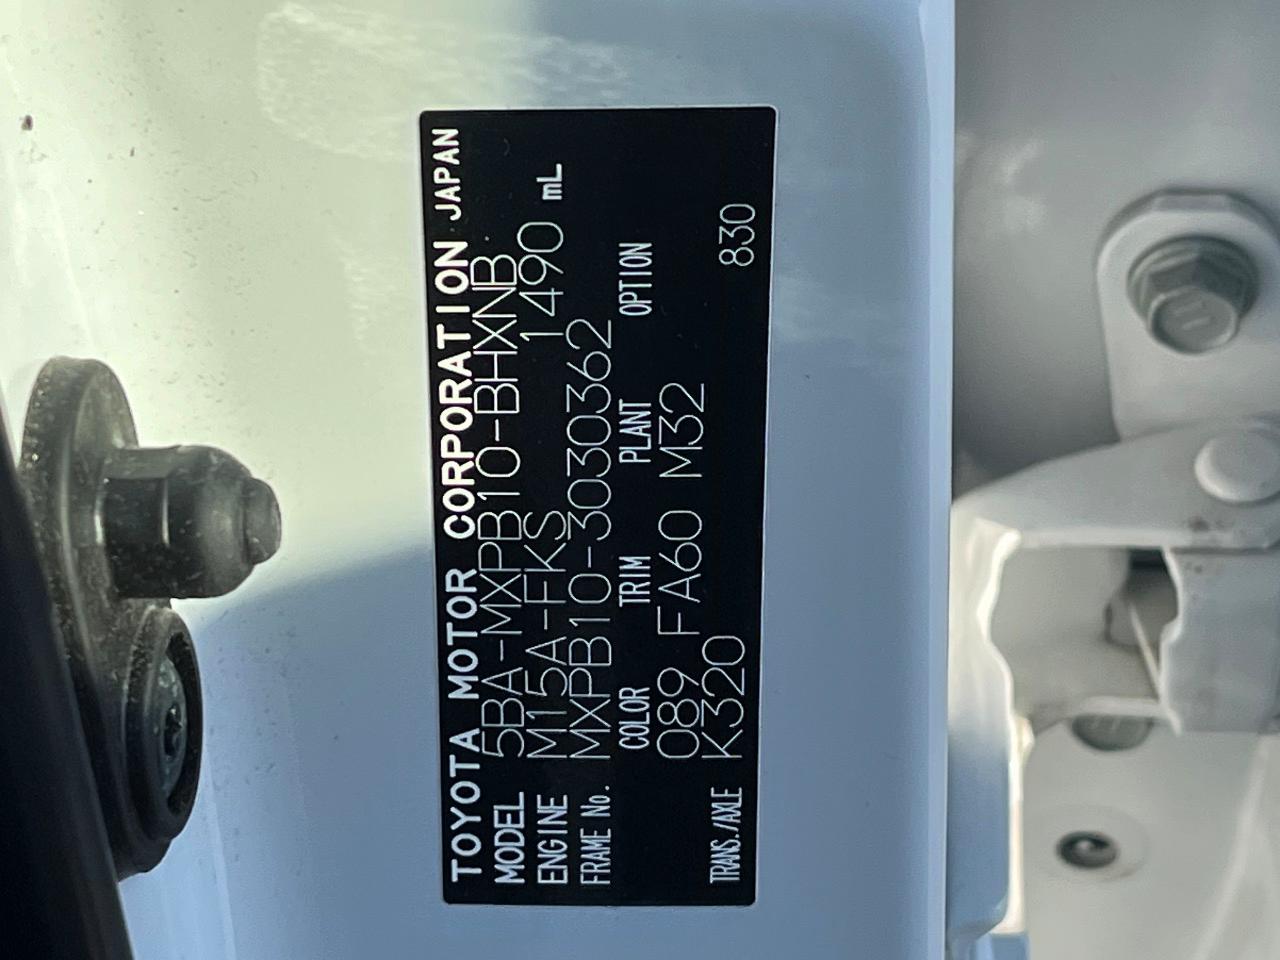 TOYOTA MOTOR CORPORATION JAPAN
MODEL 5BA-MXPB10-BHXNB
ENGINE M15A-FKS 1490 mL
FRAME No. MXPB10-3030362
COLOR TRIM PLANT OPTION
089 FA60 M32
TRANS./AXLE K320 830